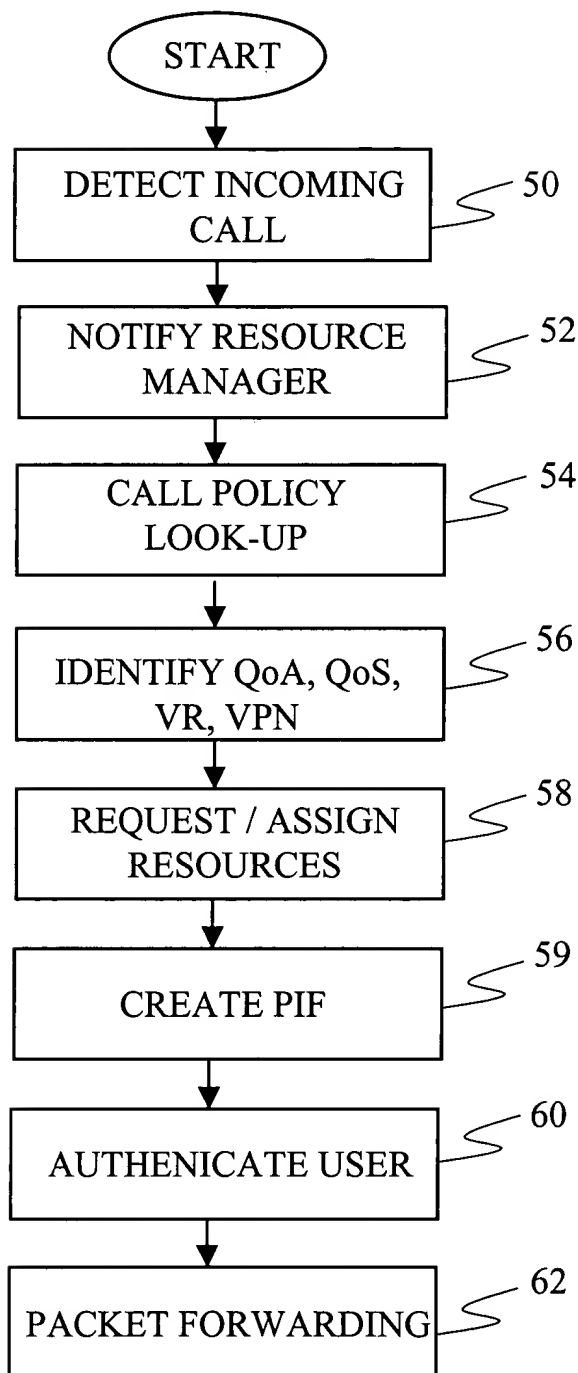 START
DETECT INCOMING
CALL
50
NOTIFY RESOURCE
MANAGER
52
CALL POLICY
LOOK-UP
54
IDENTIFY QoA, QoS,
VR, VPN
56
REQUEST / ASSIGN
RESOURCES
58
CREATE PIF
59
AUTHENICATE USER
60
PACKET FORWARDING
62